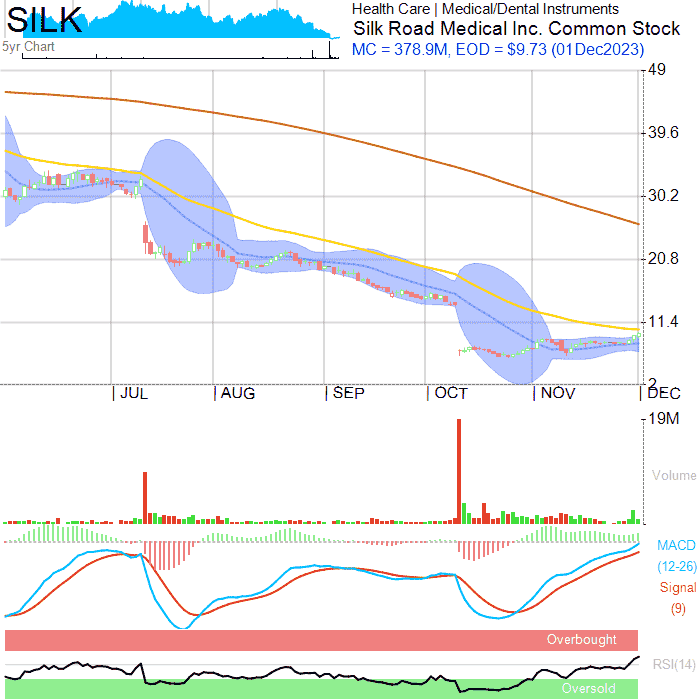 SILK
5yr Chart
Health Care | Medical/Dental Instruments
Silk Road Medical Inc. Common Stock
MC = 378.9M, EOD = $9.73 (01Dec2023)
49
39.6
30.2
20.8
11.4
2
JUL
AUG
SEP
OCT
NOV
DEC
19M
Volume
MACD
(12-26)
Signal
(9)
Overbought
RSI(14)
Oversold